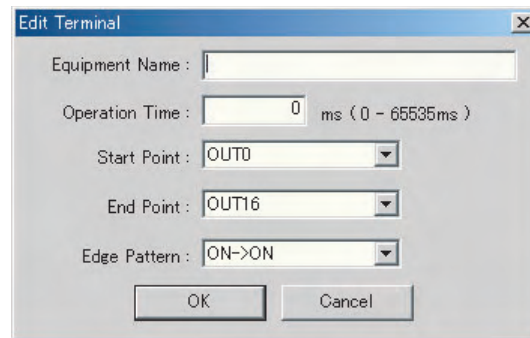 Edit Terminal
Equipment Name :
Operation Time : 0 ms ( 0 - 65535ms )
Start Point : OUT0
End Point : OUT16
Edge Pattern : ON->ON
OK Cancel